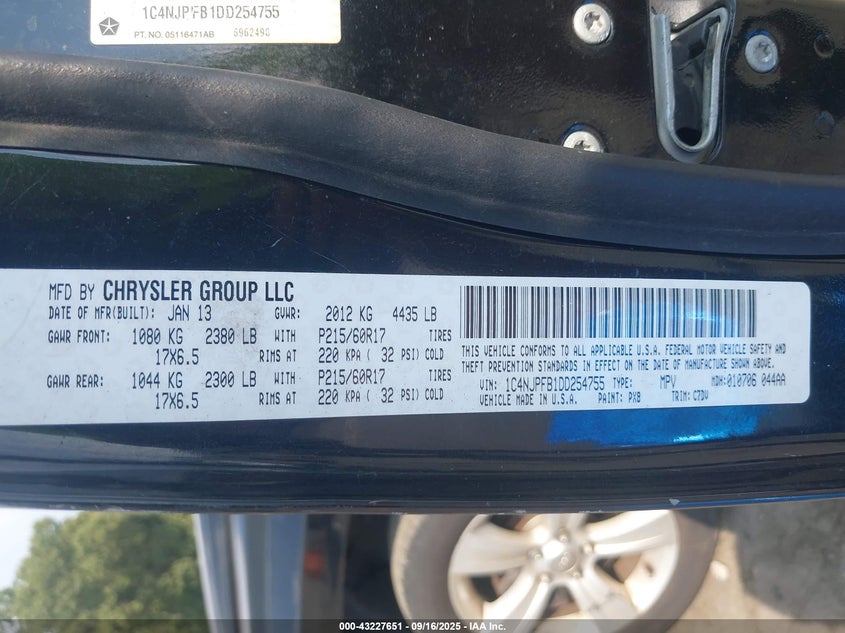 1C4NJPFB1DD254755
PT. NO. 05116471AB 6962490
MFD BY CHRYSLER GROUP LLC
DATE OF MFR(BUILT): JAN 13 GVWR: 2012 KG 4435 LB
GAWR FRONT: 1080 KG 2380 LB WITH P215/60R17 TIRES
17X6.5 RIMS AT 220 KPA ( 32 PSI) COLD
GAWR REAR: 1044 KG 2300 LB WITH P215/60R17 TIRES
17X6.5 RIMS AT 220 KPA ( 32 PSI) COLD
THIS VEHICLE CONFORMS TO ALL APPLICABLE U.S.A. FEDERAL MOTOR VEHICLE SAFETY AND
THEFT PREVENTION STANDARDS IN EFFECT ON THE DATE OF MANUFACTURE SHOWN ABOVE.
VIN: 1C4NJPFB1DD254755 TYPE: MPV MDH: 010706 044AA
VEHICLE MADE IN U.S.A. PAINT: PX8 TRIM: C7DV
000-43227651 - 09/16/2025 - IAA Inc.